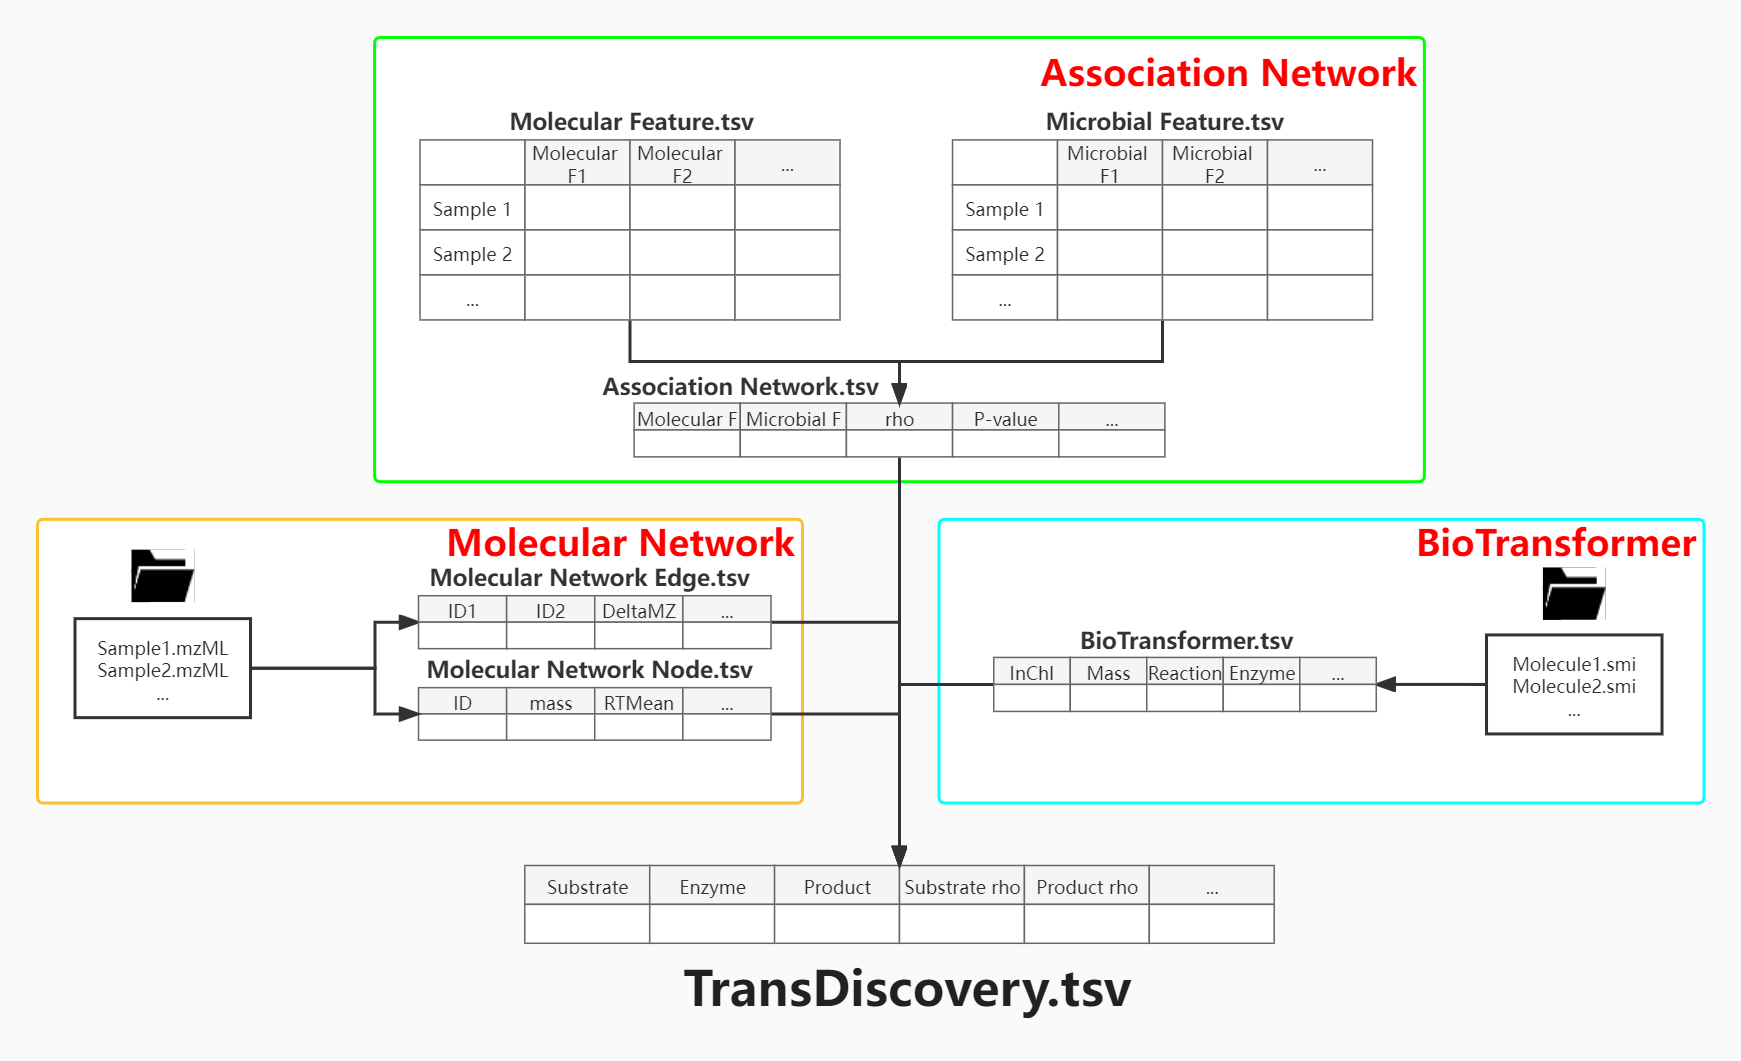 Association Network
Molecular Feature.tsv
Molecular F1 Molecular F2 ...
Sample 1
Sample 2
...
Microbial Feature.tsv
Microbial F1 Microbial F2 ...
Sample 1
Sample 2
...
Association Network.tsv
Molecular F Microbial F rho P-value ...
Molecular Network
Sample1.mzML
Sample2.mzML
...
Molecular Network Edge.tsv
ID1 ID2 DeltaMZ ...
Molecular Network Node.tsv
ID mass RTMean ...
BioTransformer
BioTransformer.tsv
InChI Mass Reaction Enzyme ...
Molecule1.smi
Molecule2.smi
...
Substrate Enzyme Product Substrate rho Product rho ...
TransDiscovery.tsv